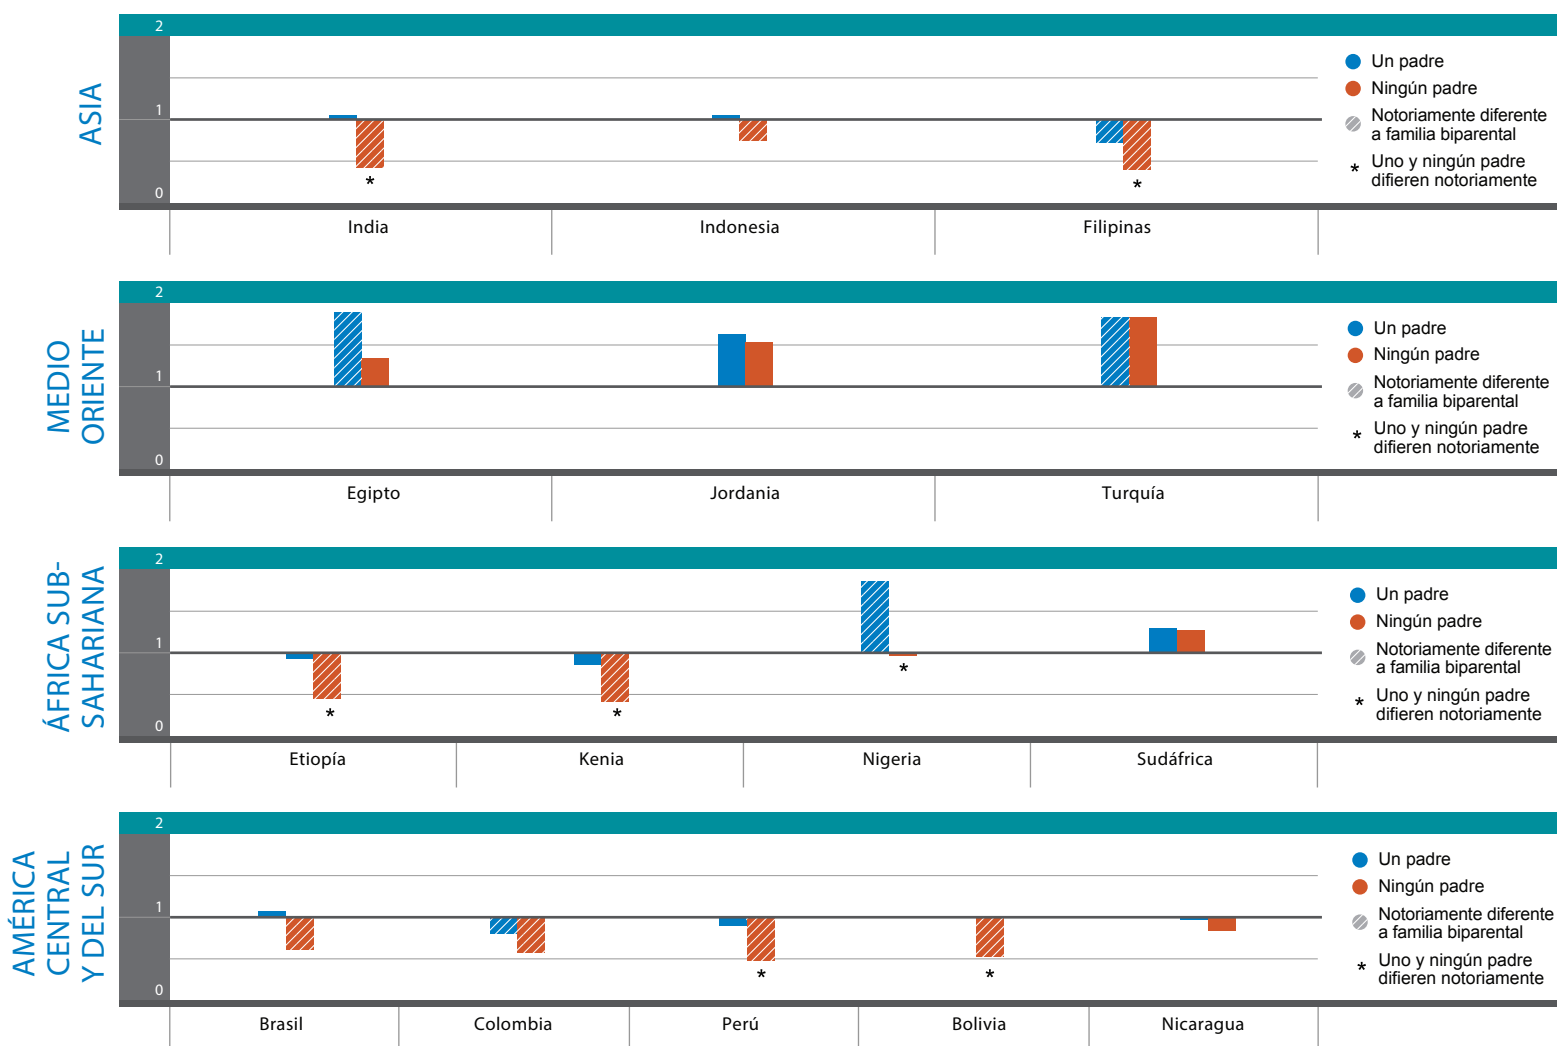 ASIA
2
1
0
India
Indonesia
Filipinas
*
*
Un padre
Ningún padre
Notoriamente diferente
a familia biparental
* Uno y ningún padre
difieren notoriamente
MEDIO
ORIENTE
2
1
0
Egipto
Jordania
Turquía
Un padre
Ningún padre
Notoriamente diferente
a familia biparental
* Uno y ningún padre
difieren notoriamente
ÁFRICA SUB-
SAHARIANA
2
1
0
*
*
*
Etiopía
Kenia
Nigeria
Sudáfrica
Un padre
Ningún padre
Notoriamente diferente
a familia biparental
* Uno y ningún padre
difieren notoriamente
AMÉRICA
CENTRAL
Y DEL SUR
2
1
0
*
*
Brasil
Colombia
Perú
Bolivia
Nicaragua
Un padre
Ningún padre
Notoriamente diferente
a familia biparental
* Uno y ningún padre
difieren notoriamente